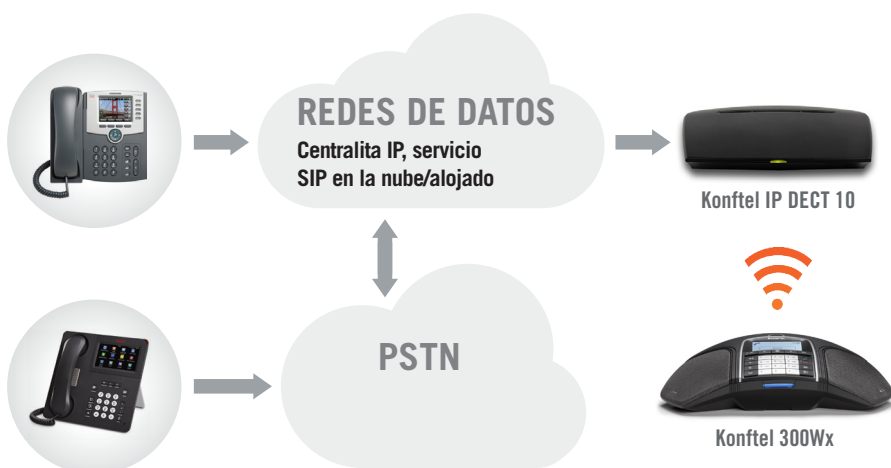 REDES DE DATOS
Centralita IP, servicio
SIP en la nube/alojado
Konftel IP DECT 10
PSTN
Konftel 300Wx